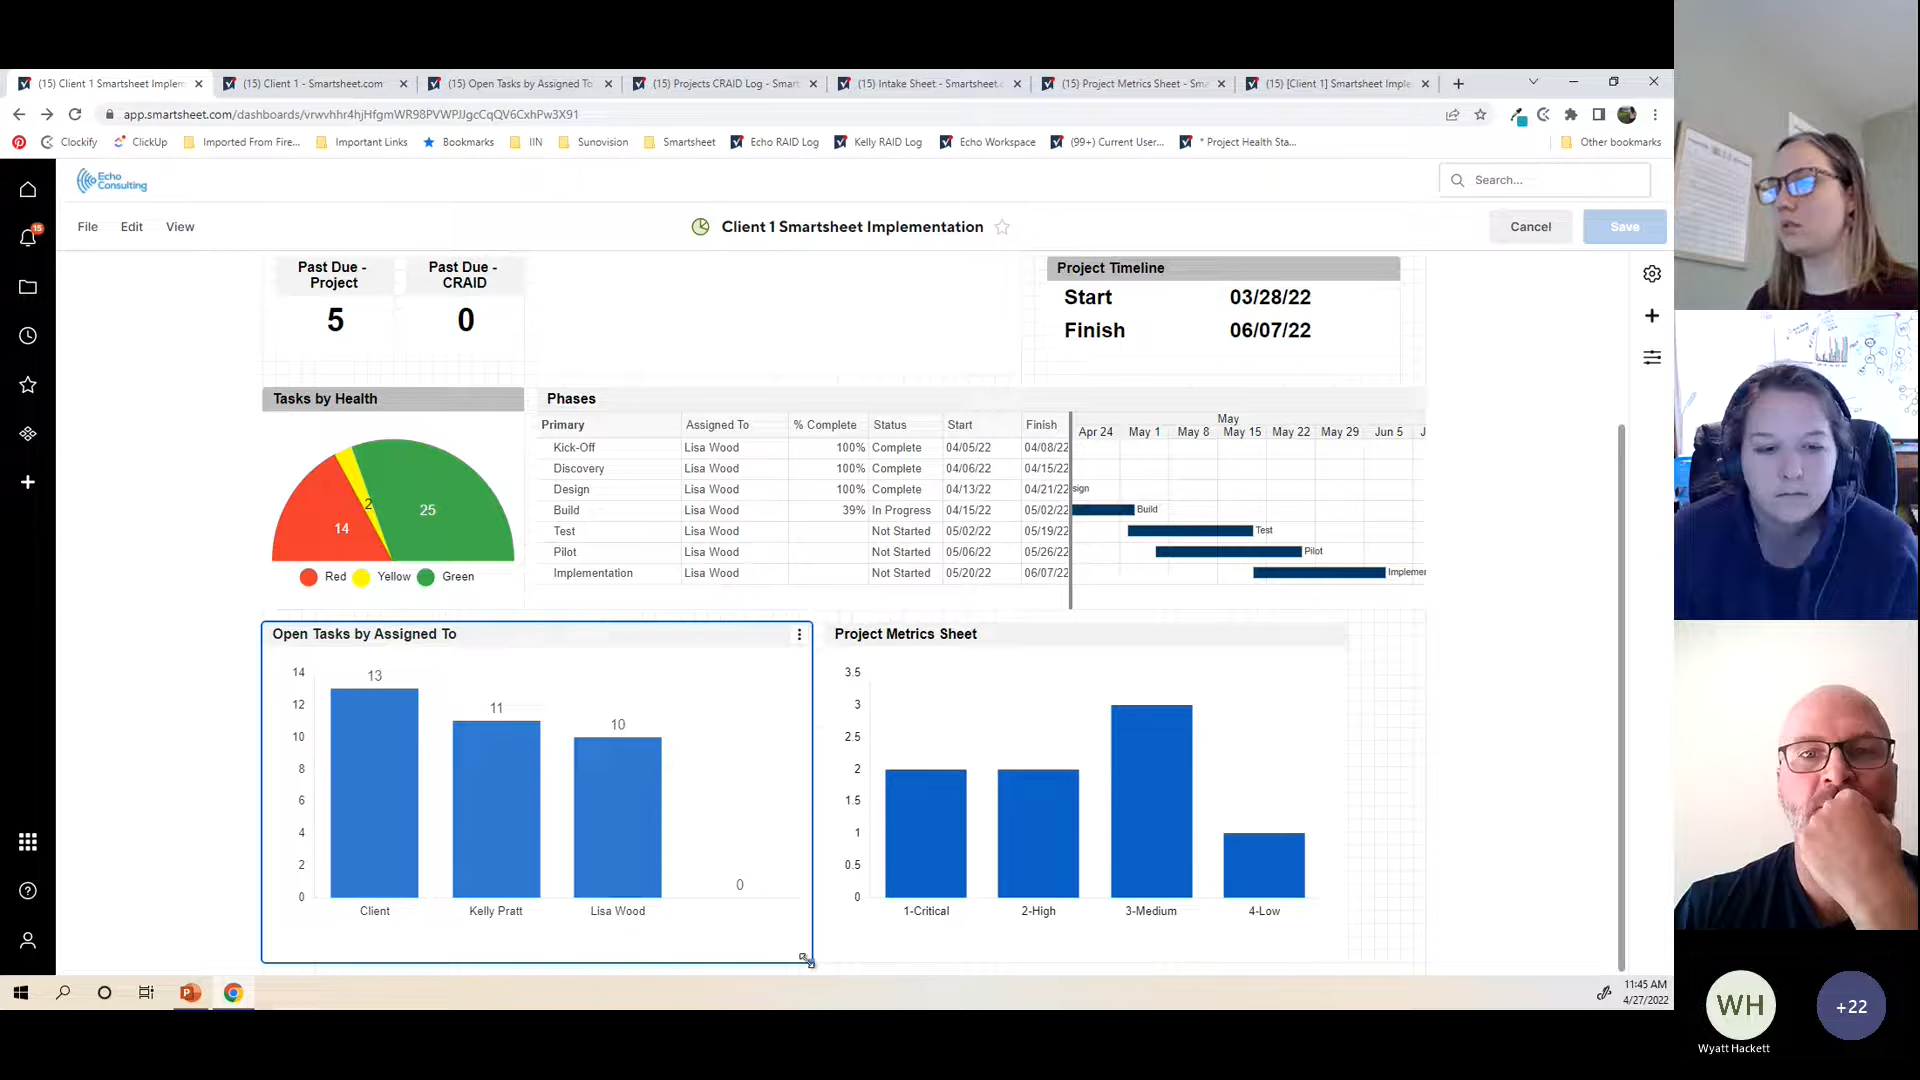 (15) Client 1 Smartsheet Implem
(15) Client 1 - Smartsheet.com
(15) Open Tasks by Assigned To
(15) Projects CRAID Log - Smart
(15) Intake Sheet - Smartsheet.c
(15) Project Metrics Sheet - Sma
(15) [Client 1] Smartsheet Imple
app.smartsheet.com/dashboards/vrwvhhr4hjHfgmWR98PVWPJJgcCqQV6CxhPw3X91
Clockify
ClickUp
Imported From Fire...
Important Links
Bookmarks
IIN
Sunovision
Smartsheet
Echo RAID Log
Kelly RAID Log
Echo Workspace
(99+) Current User...
* Project Health Sta...
Other bookmarks
Echo
Consulting
Search...
15
File Edit View
Client 1 Smartsheet Implementation
Cancel
Save
Past Due -
Project
5
Past Due -
CRAID
0
Project Timeline
Start 03/28/22
Finish 06/07/22
Tasks by Health
14
2
25
Red Yellow Green
Phases
Primary Assigned To % Complete Status Start Finish
Kick-Off Lisa Wood 100% Complete 04/05/22 04/08/22
Discovery Lisa Wood 100% Complete 04/06/22 04/15/22
Design Lisa Wood 100% Complete 04/13/22 04/21/22
Build Lisa Wood 39% In Progress 04/15/22 05/02/22
Test Lisa Wood Not Started 05/02/22 05/19/22
Pilot Lisa Wood Not Started 05/06/22 05/26/22
Implementation Lisa Wood Not Started 05/20/22 06/07/22
May
Apr 24 May 1 May 8 May 15 May 22 May 29 Jun 5 J
sign
Build
Test
Pilot
Implemen
Open Tasks by Assigned To
14
12
10
8
6
4
2
0
13
11
10
0
Client Kelly Pratt Lisa Wood
Project Metrics Sheet
3.5
3
2.5
2
1.5
1
0.5
0
1-Critical 2-High 3-Medium 4-Low
11:45 AM
4/27/2022
WH
Wyatt Hackett
+22